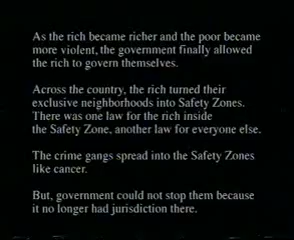 As the rich became richer and the poor became
more violent, the government finally allowed
the rich to govern themselves.
Across the country, the rich turned their
exclusive neighborhoods into Safety Zones.
There was one law for the rich inside
the Safety Zone, another law for everyone else.
The crime gangs spread into the Safety Zones
like cancer.
But, government could not stop them because
it no longer had jurisdiction there.